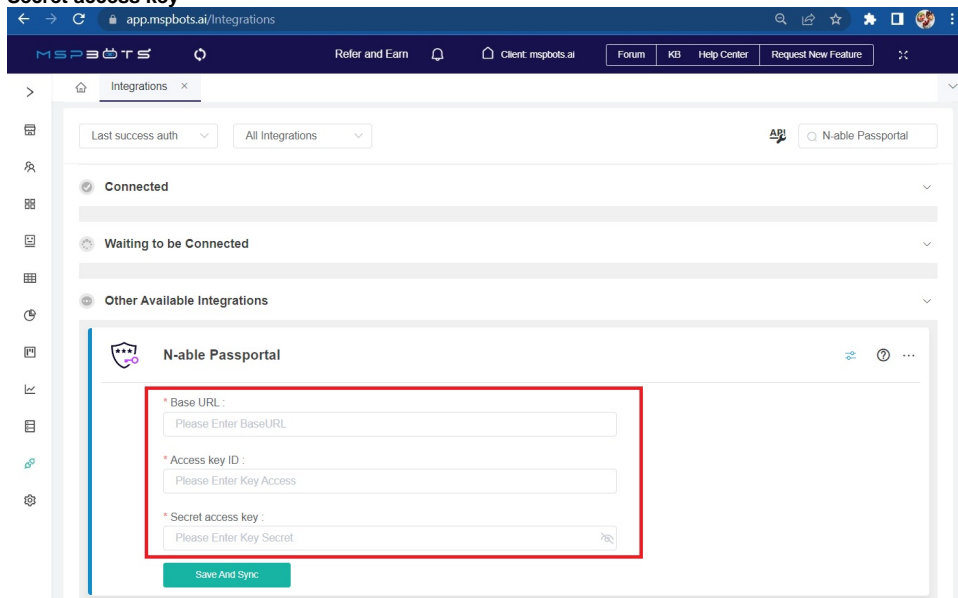 Secret access key
app.mspbots.ai/Integrations
MSPBOTS
Refer and Earn
Client: mspbots.ai
Forum
KB
Help Center
Request New Feature
Integrations ×
Last success auth
All Integrations
API
N-able Passportal
Connected
Waiting to be Connected
Other Available Integrations
N-able Passportal
* Base URL :
Please Enter BaseURL
* Access key ID :
Please Enter Key Access
* Secret access key :
Please Enter Key Secret
Save And Sync